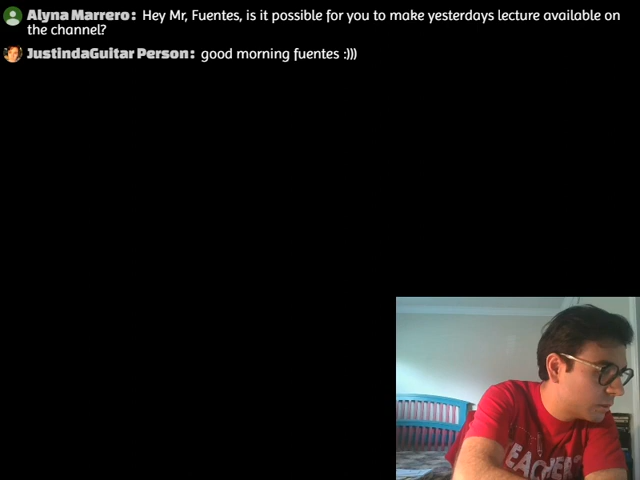 Alyna Marrero: Hey Mr, Fuentes, is it possible for you to make yesterdays lecture available on
the channel?
JustindaGuitar Person: good morning fuentes :)))